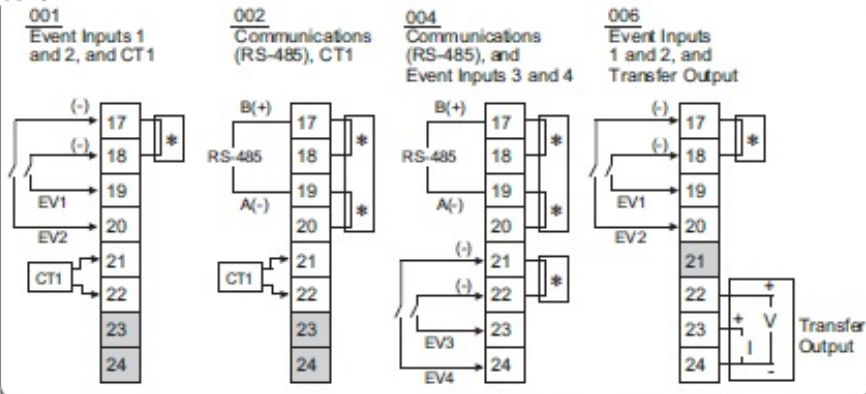 001
Event Inputs 1
and 2, and CT1
(-)
17
*
(-)
18
19
EV1
20
EV2
21
CT1
22
23
24
002
Communications
(RS-485), CT1
B(+)
17
*
RS-485
18
19
A(-)
*
20
21
CT1
22
23
24
004
Communications
(RS-485), and
Event Inputs 3 and 4
B(+)
17
*
RS-485
18
19
A(-)
*
20
(-)
21
*
(-)
22
23
EV3
24
EV4
006
Event Inputs
1 and 2, and
Transfer Output
(-)
17
*
(-)
18
19
EV1
20
EV2
21
22
+
23
+
V
I
24
-
Transfer
Output